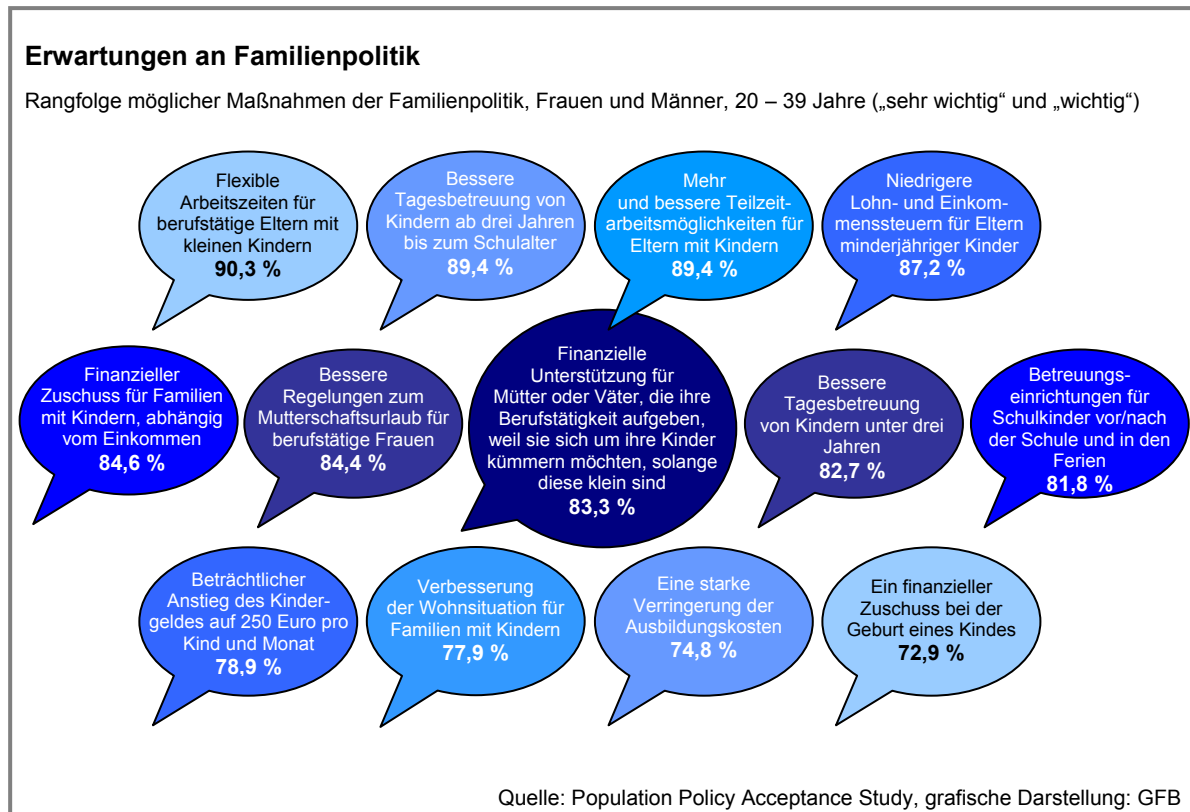 Erwartungen an Familienpolitik
Rangfolge möglicher Maßnahmen der Familienpolitik, Frauen und Männer, 20 – 39 Jahre („sehr wichtig“ und „wichtig“)
Flexible
Arbeitszeiten für
berufstätige Eltern mit
kleinen Kindern
90,3 %
Bessere
Tagesbetreuung von
Kindern ab drei Jahren
bis zum Schulalter
89,4 %
Mehr
und bessere Teilzeit-
arbeitsmöglichkeiten für
Eltern mit Kindern
89,4 %
Niedrigere
Lohn- und Einkom-
menssteuern für Eltern
minderjähriger Kinder
87,2 %
Finanzieller
Zuschuss für Familien
mit Kindern, abhängig
vom Einkommen
84,6 %
Bessere
Regelungen zum
Mutterschaftsurlaub für
berufstätige Frauen
84,4 %
Finanzielle
Unterstützung für
Mütter oder Väter, die ihre
Berufstätigkeit aufgeben,
weil sie sich um ihre Kinder
kümmern möchten, solange
diese klein sind
83,3 %
Bessere
Tagesbetreuung
von Kindern unter drei
Jahren
82,7 %
Betreuungs-
einrichtungen für
Schulkinder vor/nach
der Schule und in den
Ferien
81,8 %
Beträchtlicher
Anstieg des Kinder-
geldes auf 250 Euro pro
Kind und Monat
78,9 %
Verbesserung
der Wohnsituation für
Familien mit Kindern
77,9 %
Eine starke
Verringerung der
Ausbildungskosten
74,8 %
Ein finanzieller
Zuschuss bei der
Geburt eines Kindes
72,9 %
Quelle: Population Policy Acceptance Study, grafische Darstellung: GFB